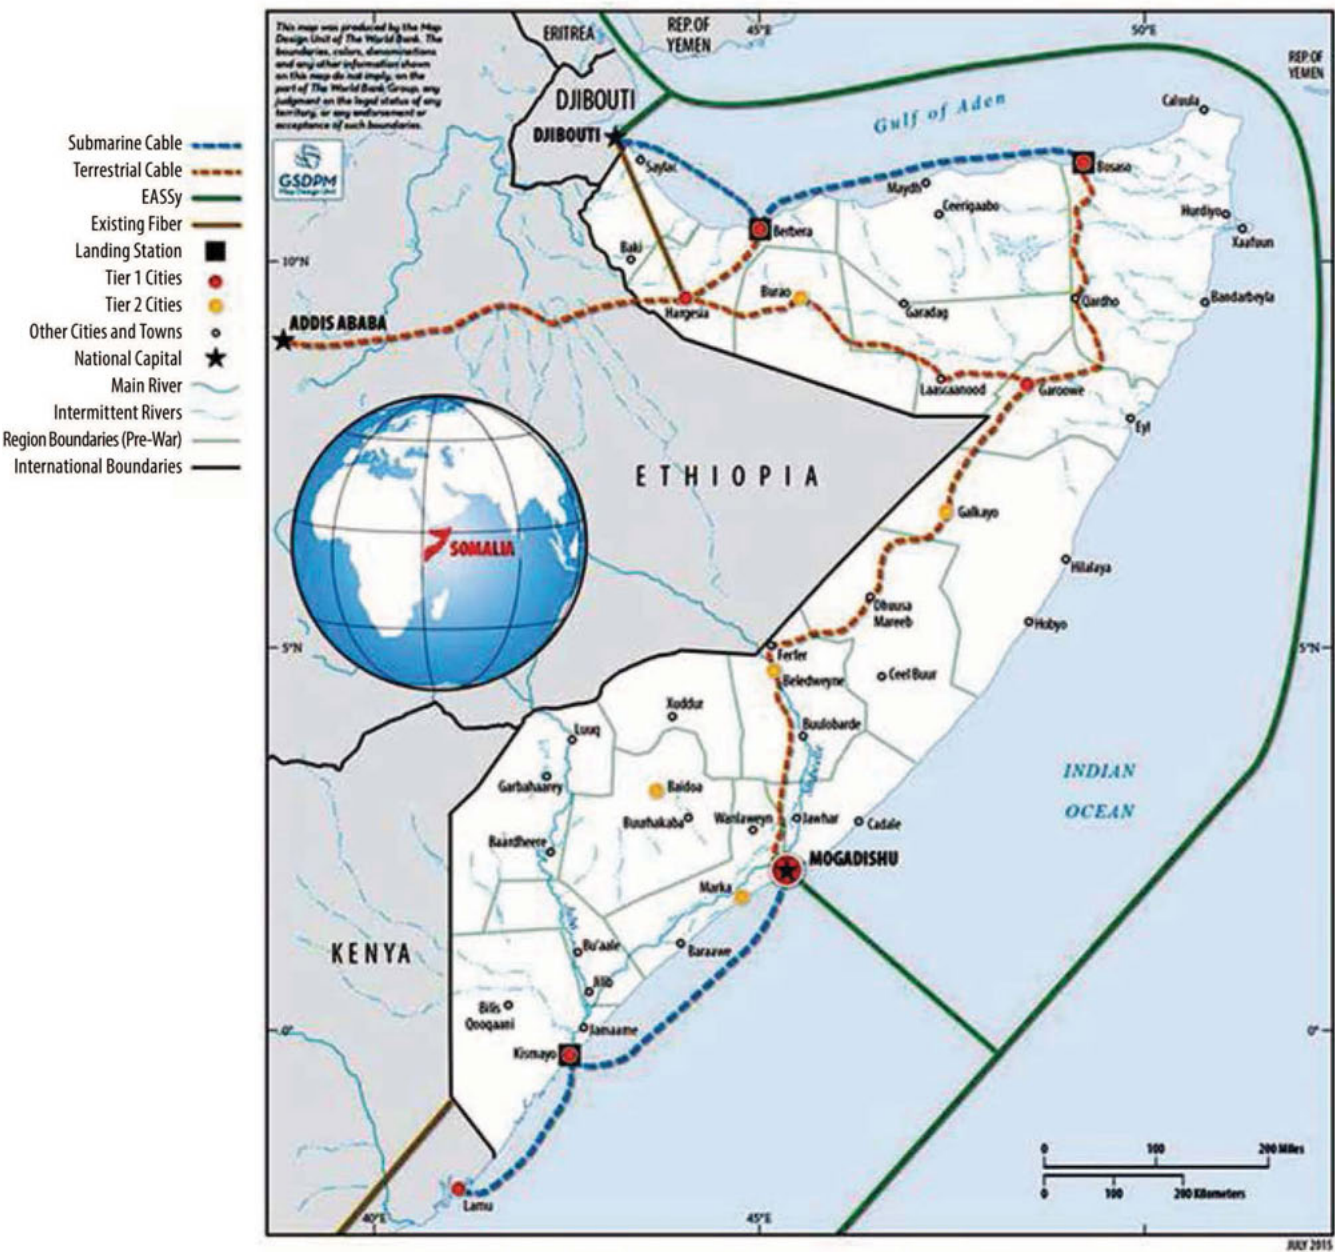 This map was produced by the Map
Design Unit of The World Bank. The
boundaries, colors, denominations
and any other information shown
on this map do not imply, on the
part of The World Bank Group, any
judgment on the legal status of any
territory, or any endorsement or
acceptance of such boundaries.
GSDPM
Map Design Unit
Submarine Cable
Terrestrial Cable
EASSy
Existing Fiber
Landing Station
Tier 1 Cities
Tier 2 Cities
Other Cities and Towns
National Capital
Main River
Intermittent Rivers
Region Boundaries (Pre-War)
International Boundaries
ERITREA
REP. OF
YEMEN
45°E
50°E
REP. OF
YEMEN
DJIBOUTI
DJIBOUTI
Gulf of Aden
Caluula
Saylac
Bosaso
Maydh
Ceerigaabo
Hurdiyo
Xaafuun
Berbera
Baki
10°N
Burao
Hargesia
Garadag
Qardho
Bandarbeyla
ADDIS ABABA
Laascaanood
Garoowe
Eyl
ETHIOPIA
Galkayo
SOMALIA
Hilalaya
Dhuusa
Mareeb
Hobyo
5°N
5°N
Ferfer
Beledweyne
Ceel Buur
Xuddur
Luuq
Buulobarde
Garbahaarey
Baidoa
INDIAN
OCEAN
Buurhakaba
Wanlaweyn
Jawhar
Cadale
Baardheere
MOGADISHU
Marka
KENYA
Bu'aale
Baraawe
Jilib
Bilis
Qooqaani
Jamaame
0°
0°
Kismayo
Lamu
0
100
200 Miles
0
100
200 Kilometers
40°E
45°E
JULY 2015